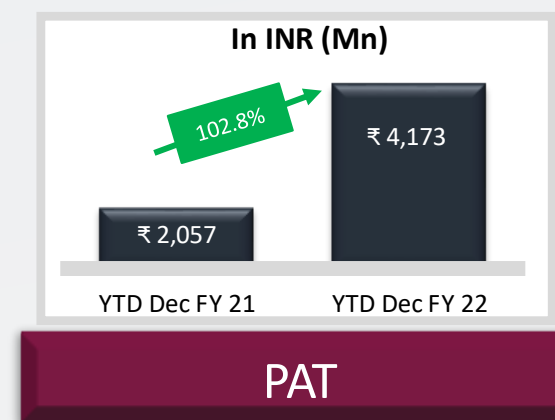 In INR (Mn)
102.8%
₹ 4,173
₹ 2,057
YTD Dec FY 21
YTD Dec FY 22
PAT